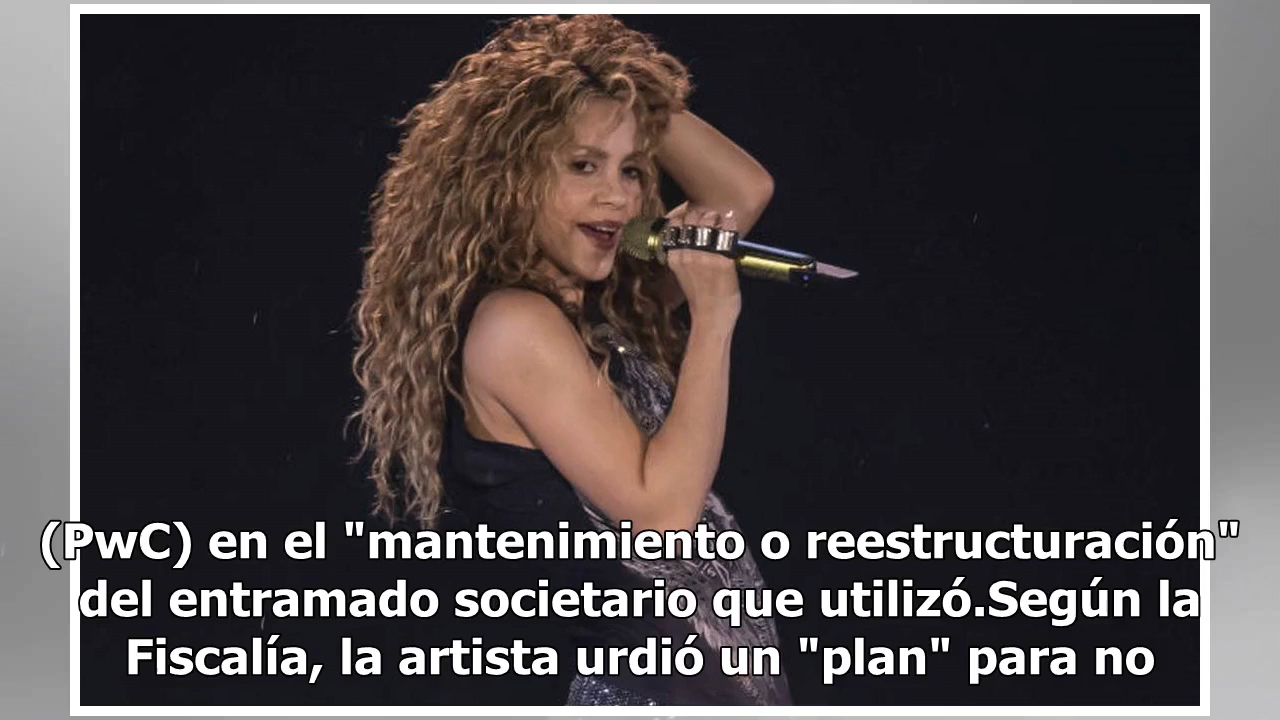 (PwC) en el "mantenimiento o reestructuración"
del entramado societario que utilizó.Según la
Fiscalía, la artista urdió un "plan" para no